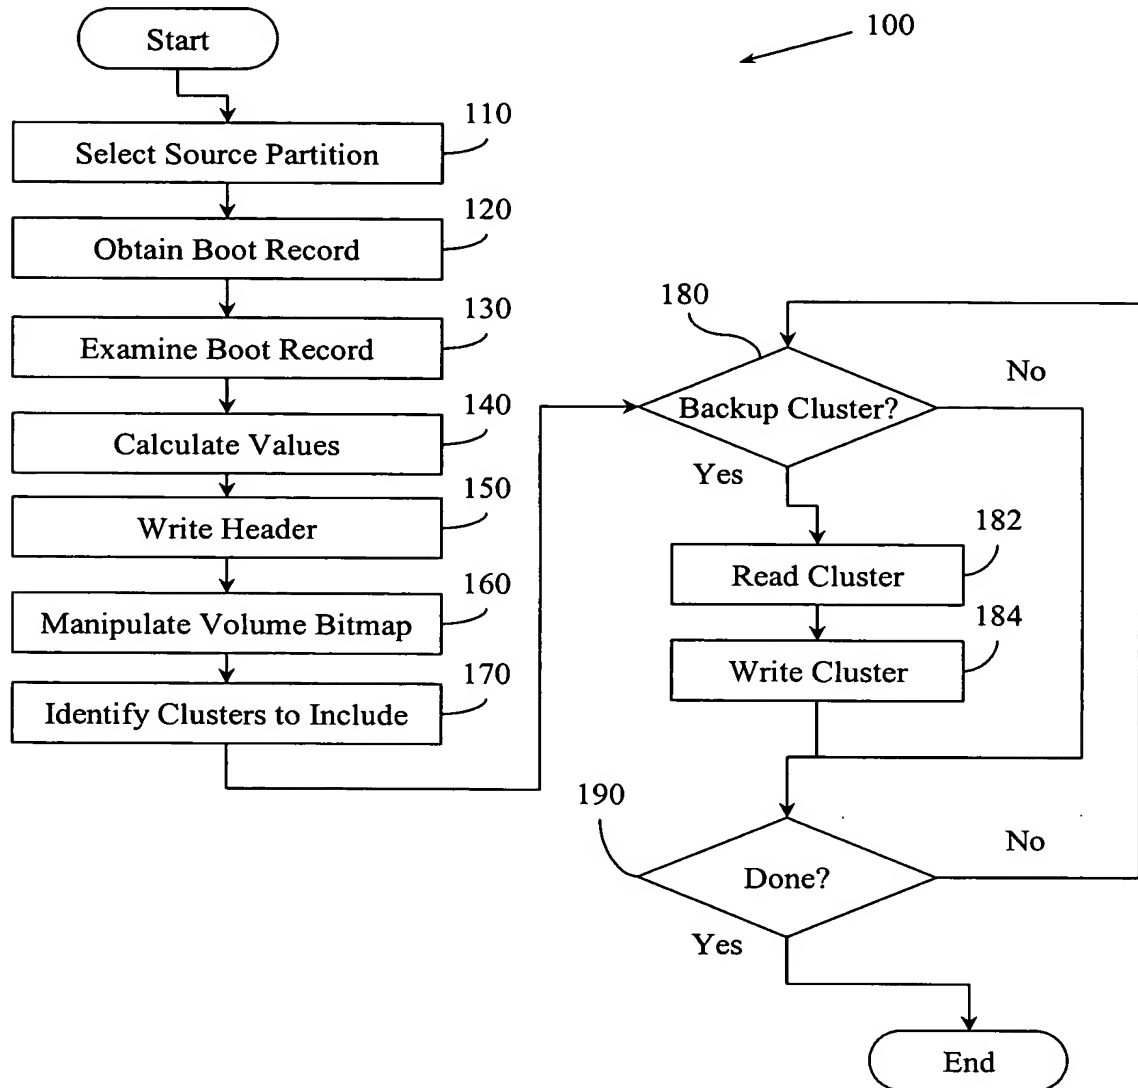 Start
100
110
Select Source Partition
120
Obtain Boot Record
130
Examine Boot Record
140
Calculate Values
150
Write Header
160
Manipulate Volume Bitmap
170
Identify Clusters to Include
180
Backup Cluster?
No
Yes
182
Read Cluster
184
Write Cluster
190
Done?
No
Yes
End